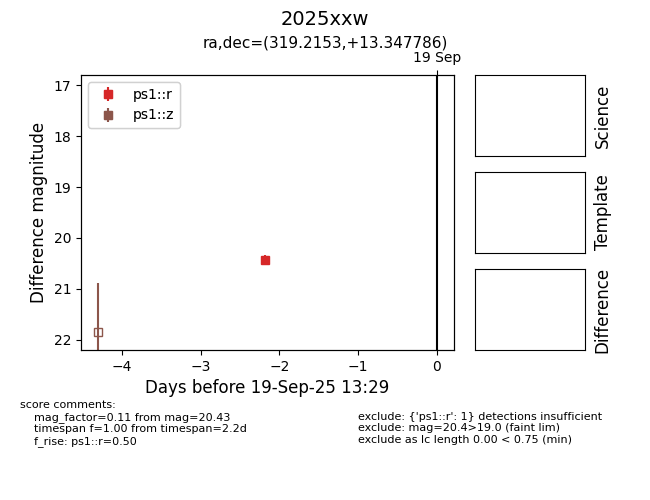 2025xxw
ra,dec=(319.2153,+13.347786)
19 Sep
ps1::r
ps1::z
17
18
19
20
21
22
Difference magnitude
−4
−3
−2
−1
0
Days before 19-Sep-25 13:29
Science
Template
Difference
score comments:
mag_factor=0.11 from mag=20.43
timespan f=1.00 from timespan=2.2d
f_rise: ps1::r=0.50
exclude: {'ps1::r': 1} detections insufficient
exclude: mag=20.4>19.0 (faint lim)
exclude as lc length 0.00 < 0.75 (min)